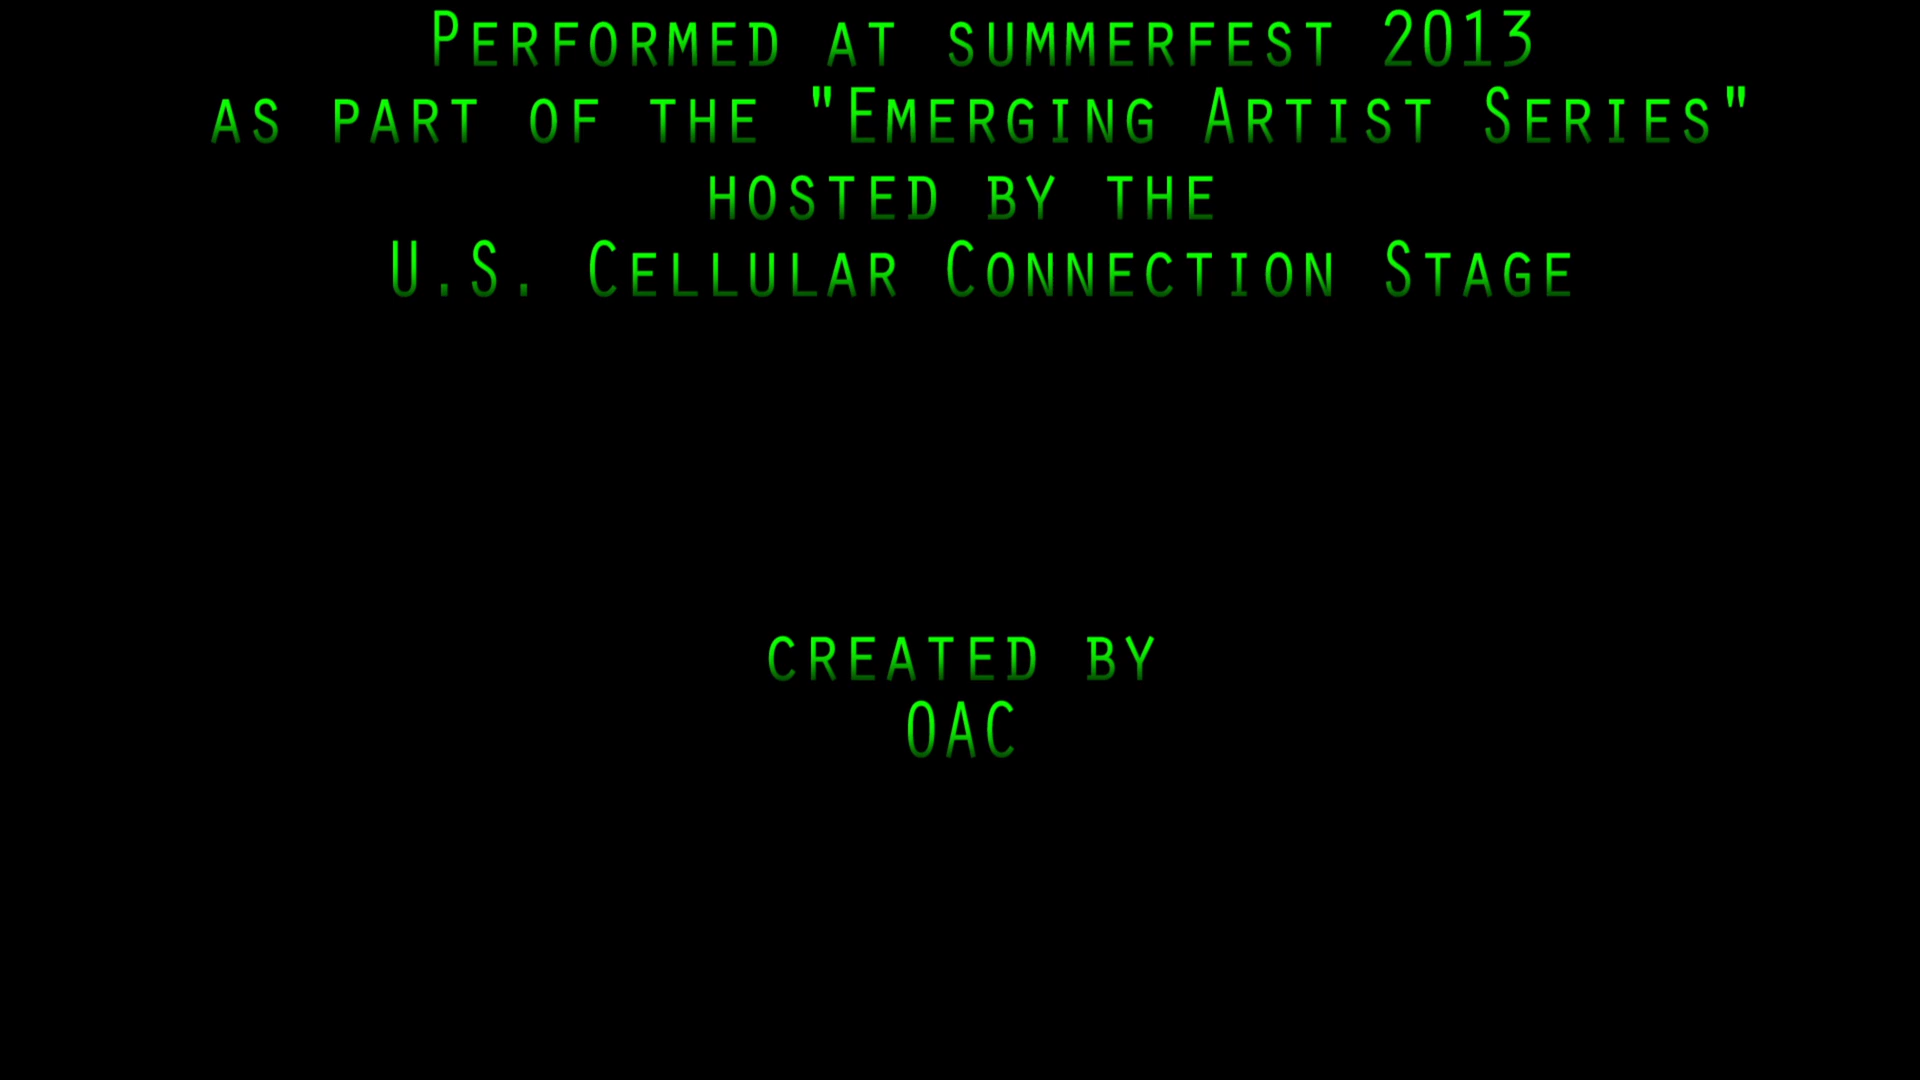 Performed at summerfest 2013
as part of the "Emerging Artist Series"
hosted by the
U.S. Cellular Connection Stage
created by
OAC